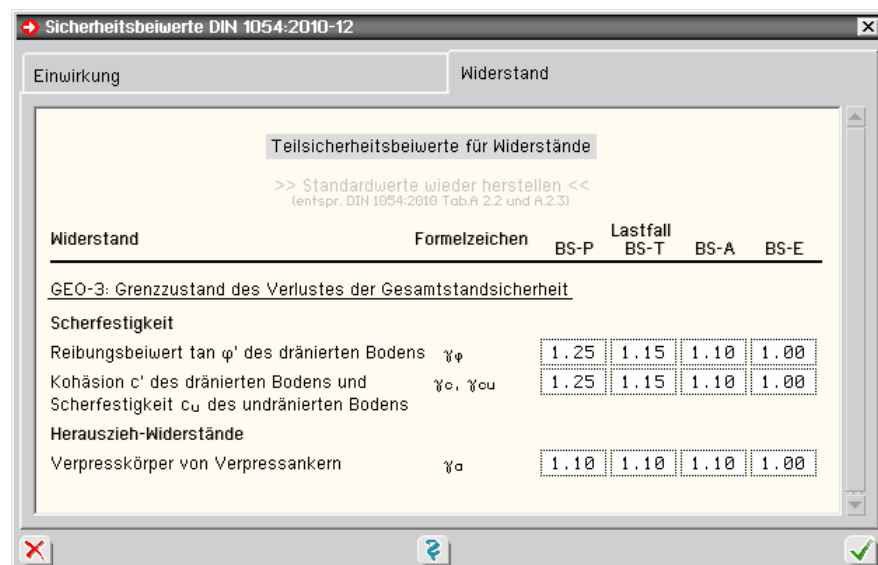 Sicherheitsbeiwerte DIN 1054:2010-12
Einwirkung Widerstand
Teilsicherheitsbeiwerte für Widerstände
>> Standardwerte wieder herstellen <<
(entspr. DIN 1054:2010 Tab.A 2.2 und A.2.3)
Lastfall
Widerstand Formelzeichen BS-P BS-T BS-A BS-E
GEO-3: Grenzzustand des Verlustes der Gesamtstandsicherheit
Scherfestigkeit
Reibungsbeiwert tan φ' des dränierten Bodens γφ 1.25 1.15 1.10 1.00
Kohäsion c' des dränierten Bodens und γc, γcu 1.25 1.15 1.10 1.00
Scherfestigkeit cu des undränierten Bodens
Herauszieh-Widerstände
Verpresskörper von Verpressankern γa 1.10 1.10 1.10 1.00